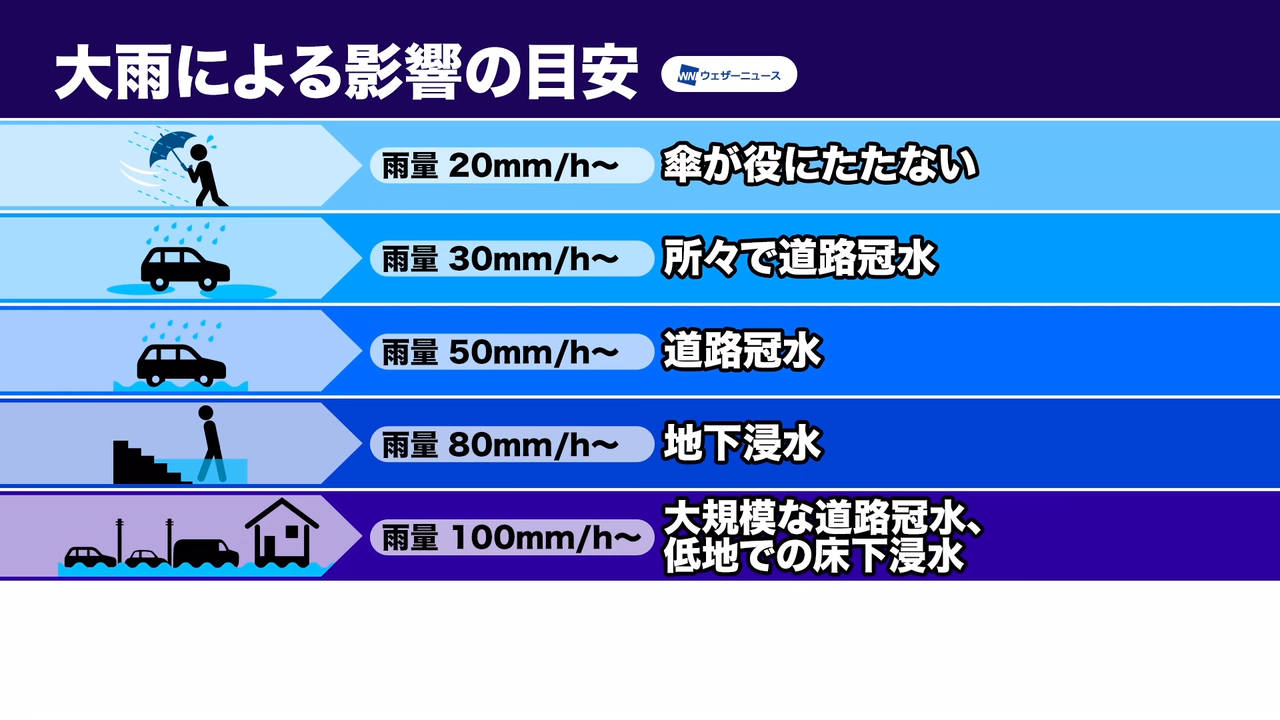 大雨による影響の目安
WNI ウェザーニュース
雨量 20mm/h〜 傘が役にたたない
雨量 30mm/h〜 所々で道路冠水
雨量 50mm/h〜 道路冠水
雨量 80mm/h〜 地下浸水
雨量 100mm/h〜 大規模な道路冠水、
低地での床下浸水